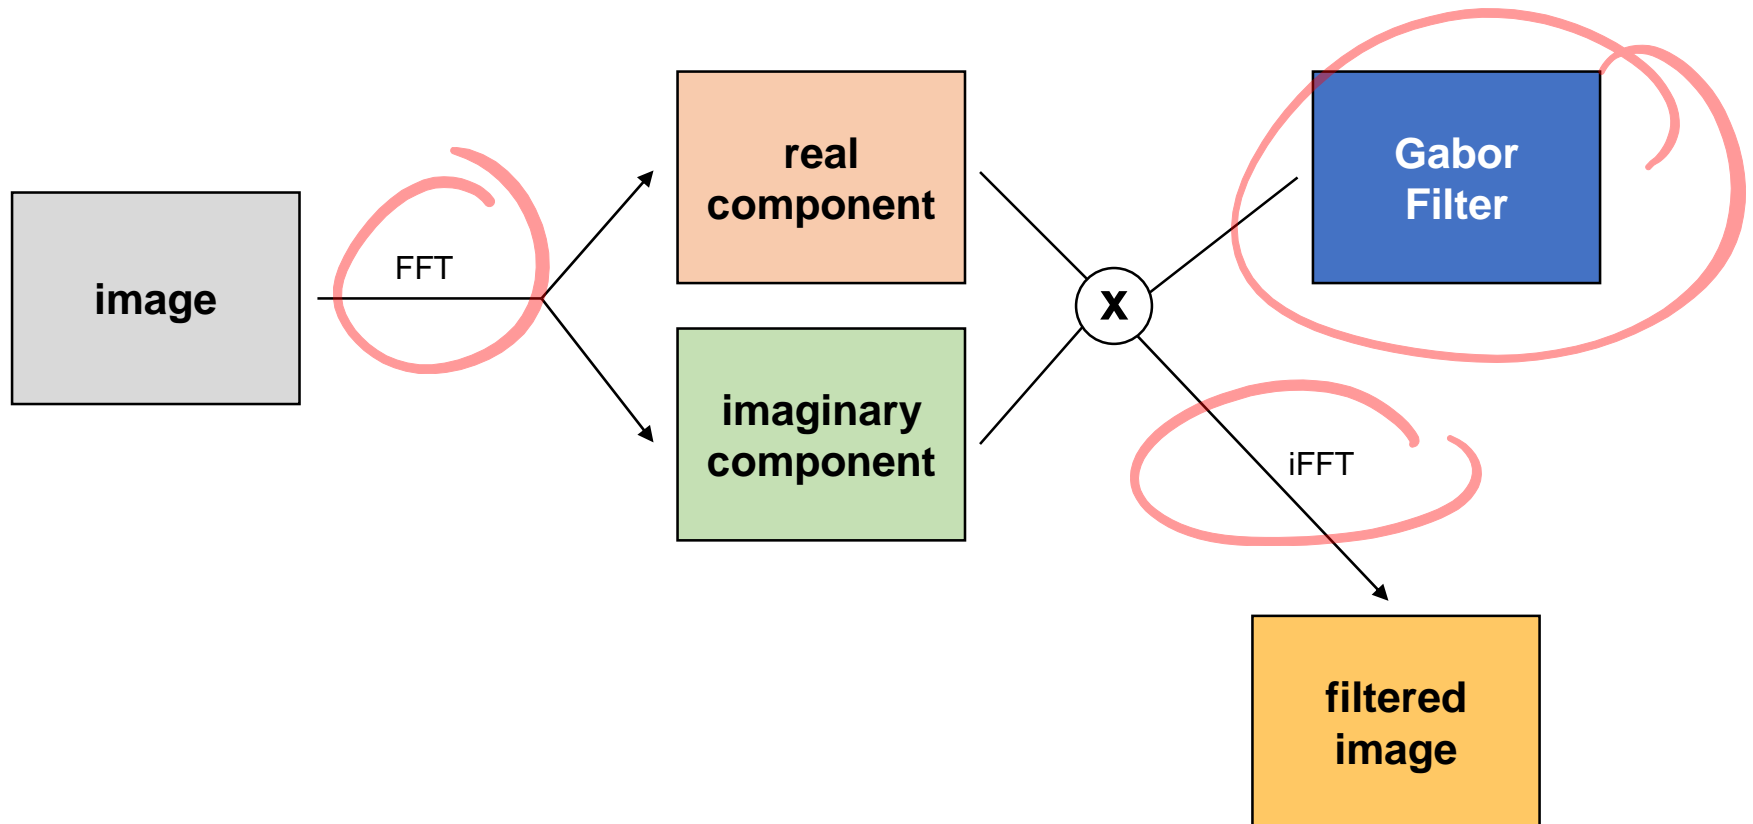 image
FFT
real
component
imaginary
component
X
Gabor
Filter
iFFT
filtered
image